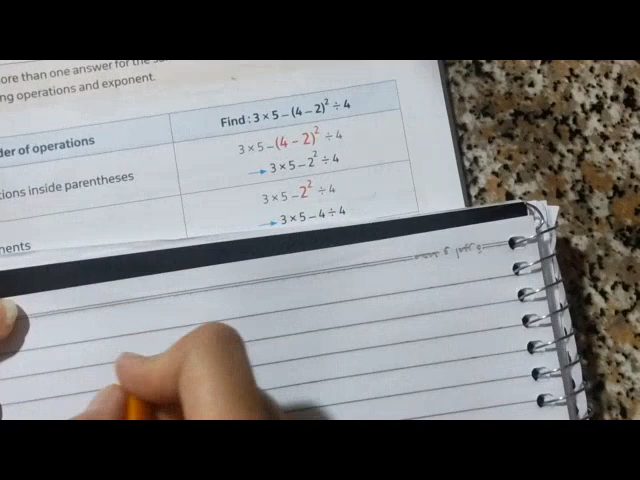 ore than one answer for the
ng operations and exponent.
der of operations
Find : 3 × 5 – (4 – 2)² ÷ 4
tions inside parentheses
3 × 5 – (4 – 2)² ÷ 4
→ 3 × 5 – 2² ÷ 4
nents
3 × 5 – 2² ÷ 4
→ 3 × 5 – 4 ÷ 4